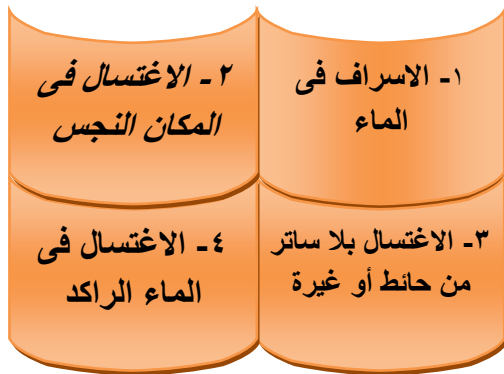 ١- الاسراف فى
الماء
٢- الاغتسال فى
المكان النجس
٣- الاغتسال بلا ساتر
من حائط أو غيرة
٤- الاغتسال فى
الماء الراكد